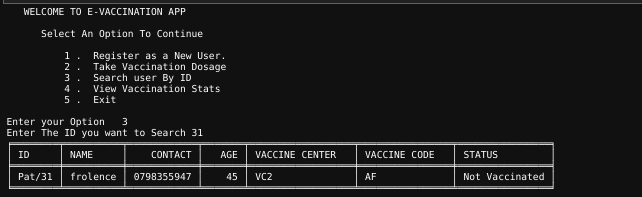 WELCOME TO E-VACCINATION APP
Select An Option To Continue
1 . Register as a New User.
2 . Take Vaccination Dosage
3 . Search user By ID
4 . View Vaccination Stats
5 . Exit
Enter your Option 3
Enter The ID you want to Search 31
ID NAME CONTACT AGE VACCINE CENTER VACCINE CODE STATUS
Pat/31 frolence 0798355947 45 VC2 AF Not Vaccinated